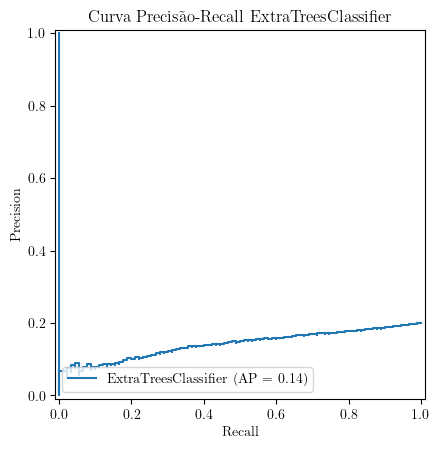 Curva Precisão-Recall ExtraTreesClassifier
1.0
0.8
0.6
0.4
0.2
0.0
Precision
ExtraTreesClassifier (AP = 0.14)
0.0 0.2 0.4 0.6 0.8 1.0
Recall